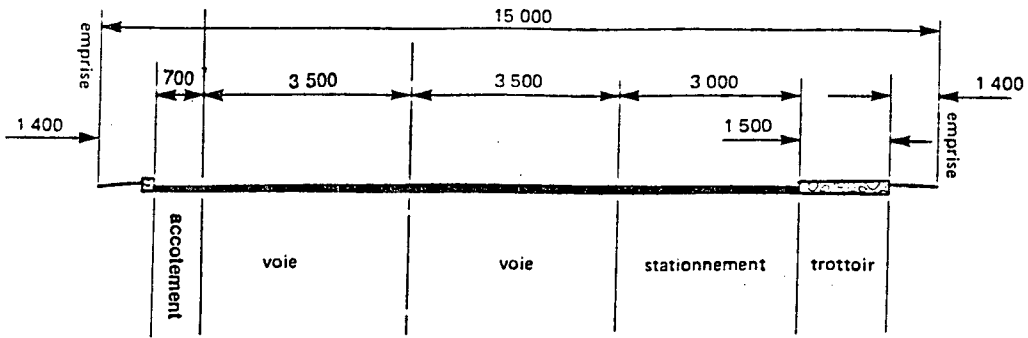 15 000
emprise
700
3 500
3 500
3 000
1 400
1 400
1 500
emprise
accotement
voie
voie
stationnement
trottoir